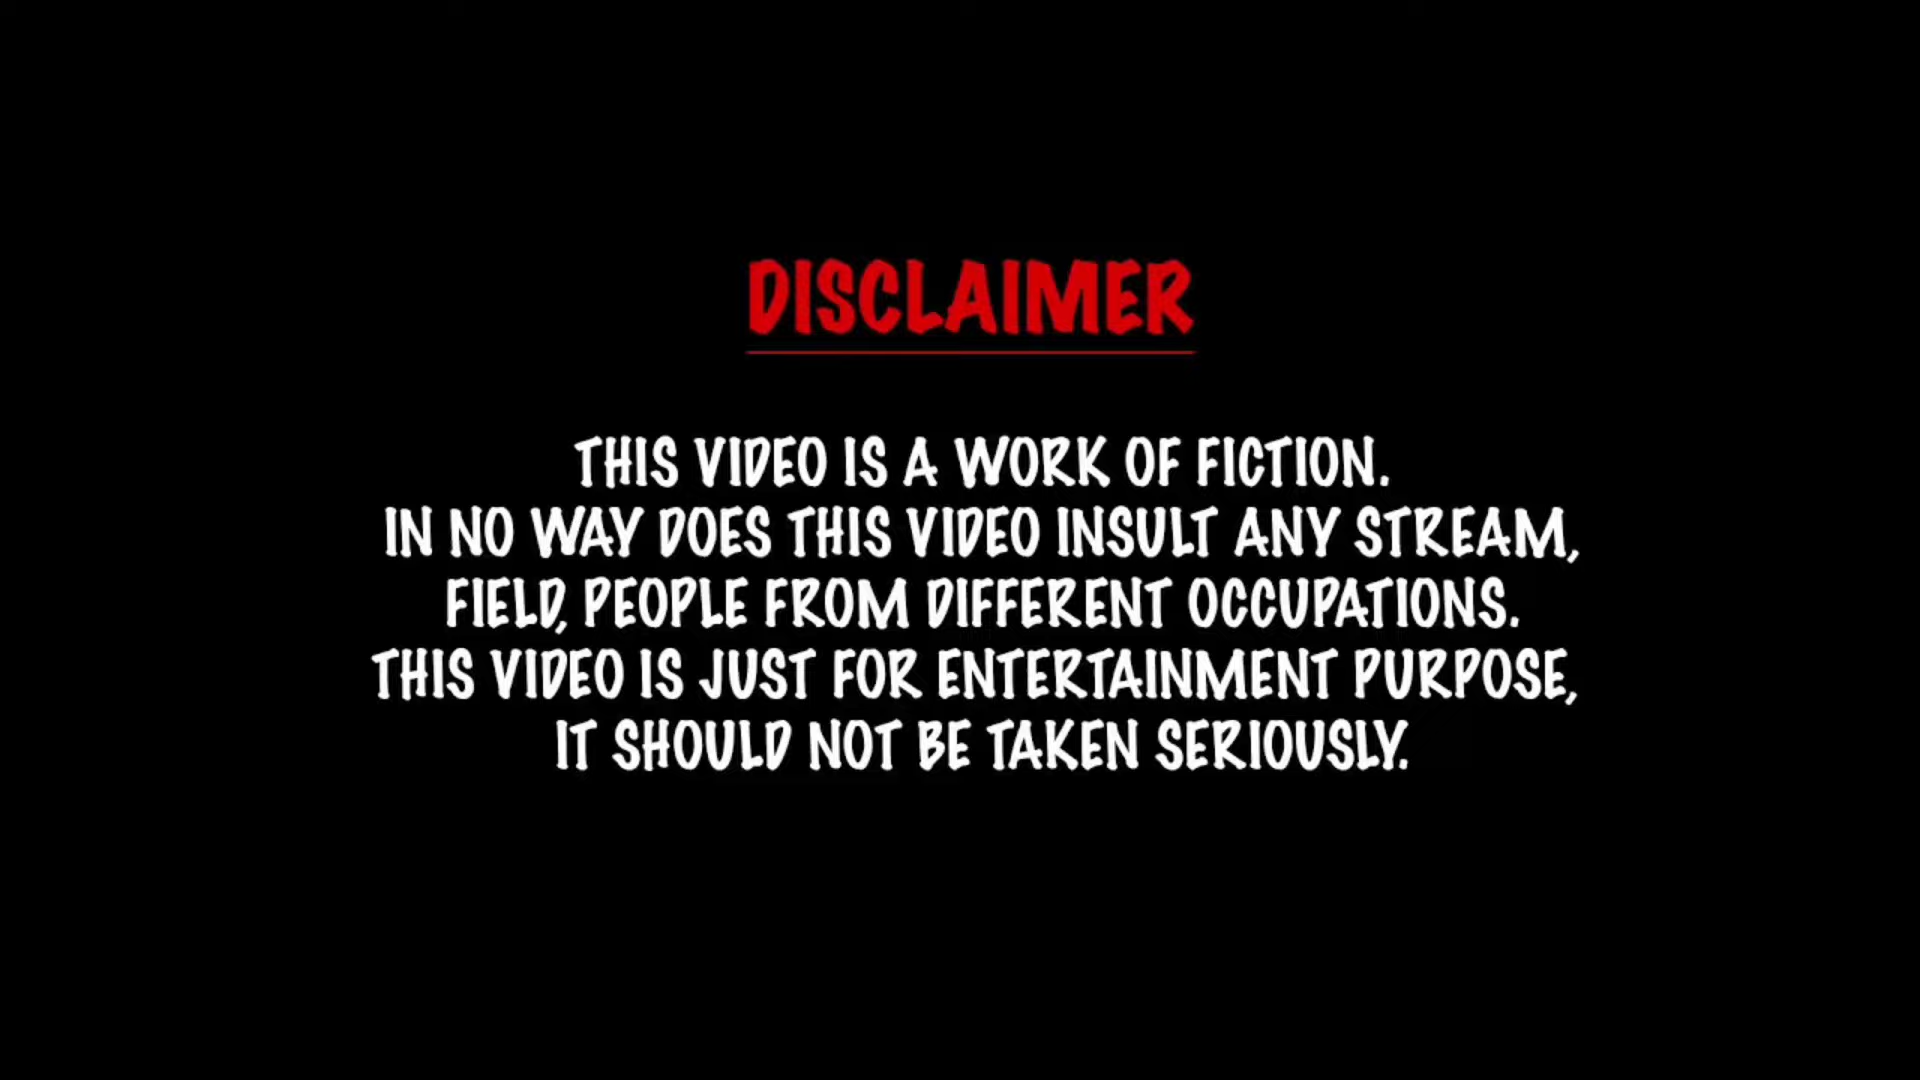 DISCLAIMER
THIS VIDEO IS A WORK OF FICTION.
IN NO WAY DOES THIS VIDEO INSULT ANY STREAM,
FIELD, PEOPLE FROM DIFFERENT OCCUPATIONS.
THIS VIDEO IS JUST FOR ENTERTAINMENT PURPOSE,
IT SHOULD NOT BE TAKEN SERIOUSLY.